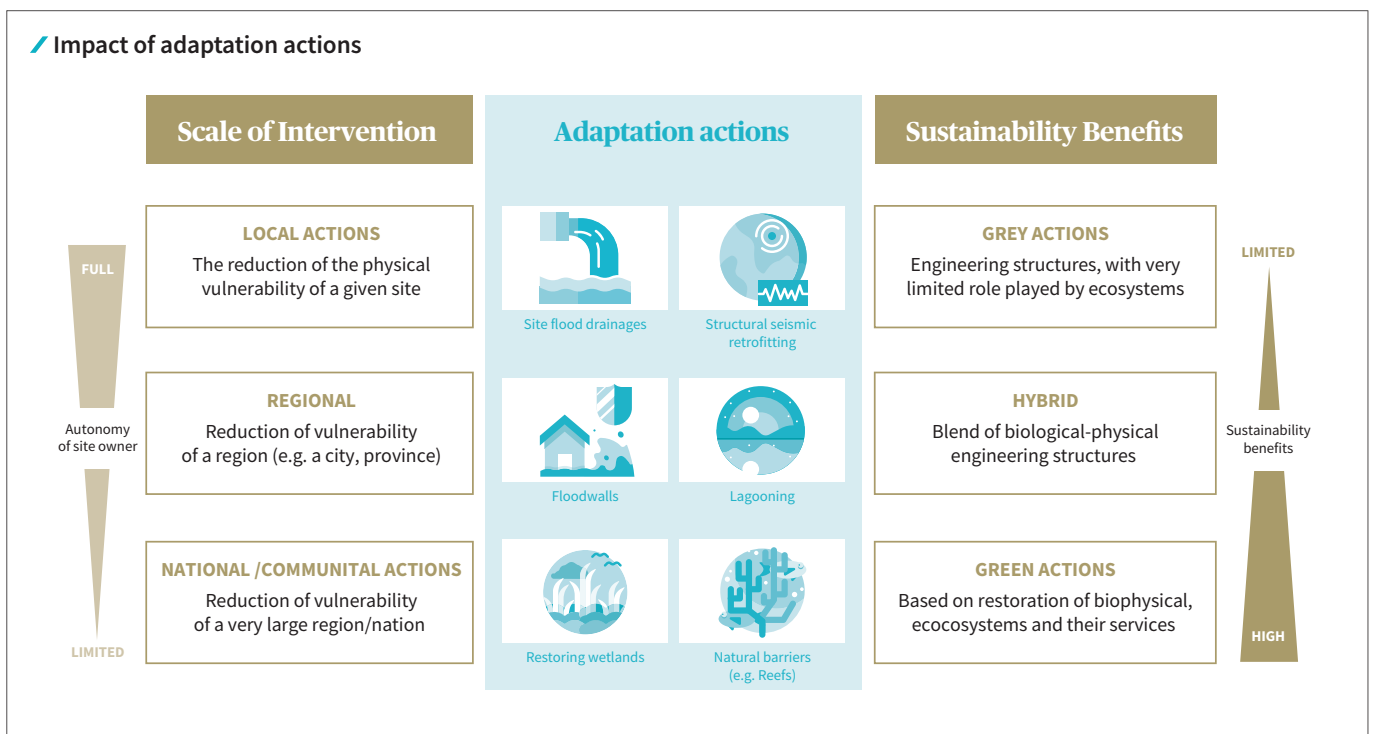 Impact of adaptation actions
Scale of Intervention
Adaptation actions
Sustainability Benefits
FULL
Autonomy
of site owner
LIMITED
LOCAL ACTIONS
The reduction of the physical
vulnerability of a given site
REGIONAL
Reduction of vulnerability
of a region (e.g. a city, province)
NATIONAL /COMMUNITAL ACTIONS
Reduction of vulnerability
of a very large region/nation
Site flood drainages
Structural seismic
retrofitting
Floodwalls
Lagooning
Restoring wetlands
Natural barriers
(e.g. Reefs)
GREY ACTIONS
Engineering structures, with very
limited role played by ecosystems
HYBRID
Blend of biological-physical
engineering structures
GREEN ACTIONS
Based on restoration of biophysical,
ecocosystems and their services
LIMITED
Sustainability
benefits
HIGH